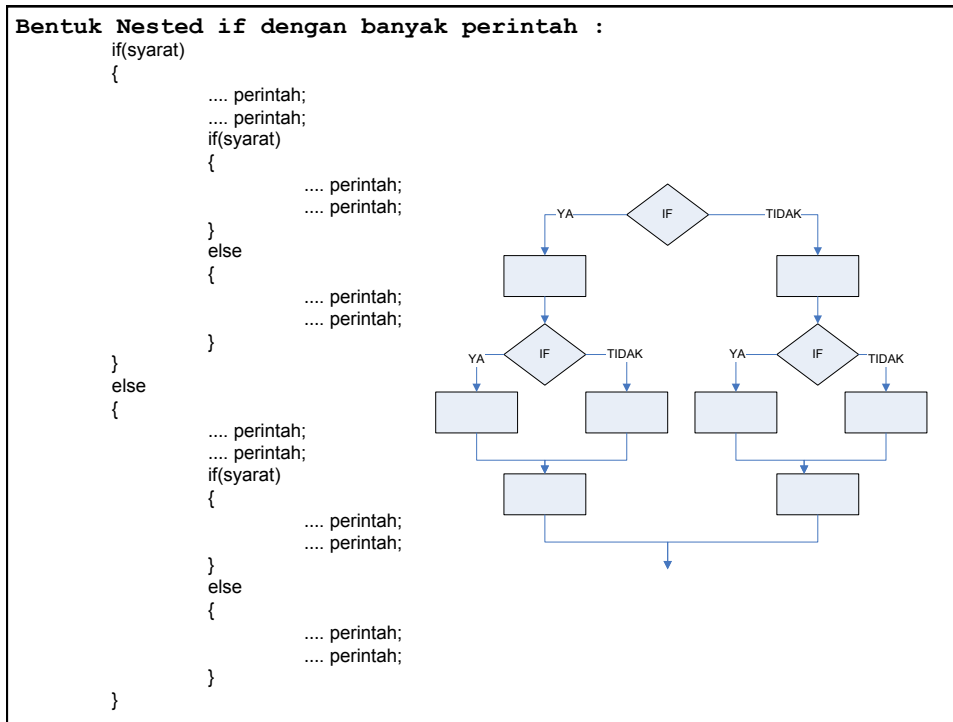 Bentuk Nested if dengan banyak perintah :
if(syarat)
{
.... perintah;
.... perintah;
if(syarat)
{
.... perintah;
.... perintah;
}
else
{
.... perintah;
.... perintah;
}
}
else
{
.... perintah;
.... perintah;
if(syarat)
{
.... perintah;
.... perintah;
}
else
{
.... perintah;
.... perintah;
}
}
YA IF TIDAK
YA IF TIDAK YA IF TIDAK